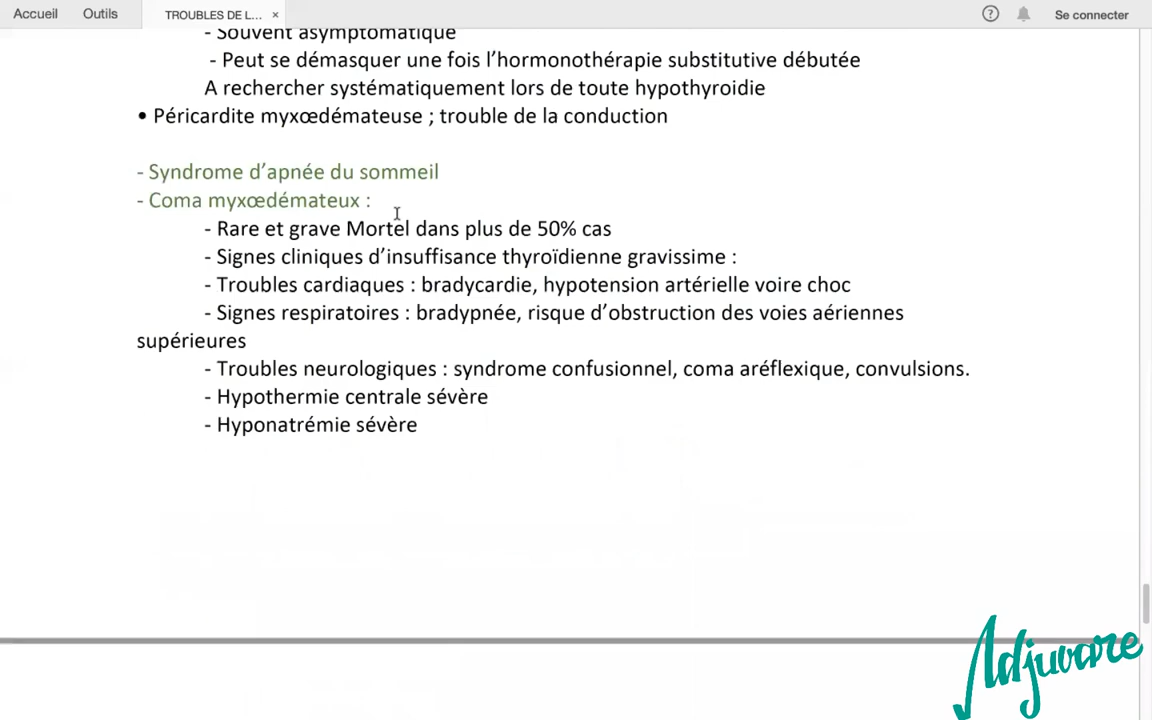 Accueil Outils TROUBLES DE L... × ? Se connecter
- Souvent asymptomatique
- Peut se démasquer une fois l’hormonothérapie substitutive débutée
A rechercher systématiquement lors de toute hypothyroidie
• Péricardite myxœdémateuse ; trouble de la conduction
- Syndrome d’apnée du sommeil
- Coma myxœdémateux :
- Rare et grave Mortel dans plus de 50% cas
- Signes cliniques d’insuffisance thyroïdienne gravissime :
- Troubles cardiaques : bradycardie, hypotension artérielle voire choc
- Signes respiratoires : bradypnée, risque d’obstruction des voies aériennes
supérieures
- Troubles neurologiques : syndrome confusionnel, coma aréflexique, convulsions.
- Hypothermie centrale sévère
- Hyponatrémie sévère
Adjuvare